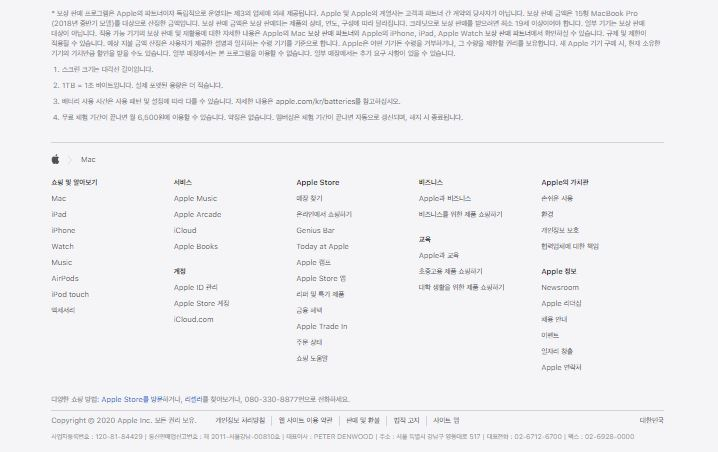 * 보상 판매 프로그램은 Apple의 파트너이자 독립적으로 운영되는 제3의 업체에 의해 제공됩니다. Apple 및 Apple의 계열사는 고객과 파트너 간 계약의 당사자가 아닙니다. 보상 판매 금액은 15형 MacBook Pro
(2018년 중반기 모델)를 대상으로 산정한 금액입니다. 보상 판매 금액은 보상 판매되는 제품의 상태, 연도, 구성에 따라 달라집니다. 크레딧으로 보상 판매를 받으려면 최소 19세 이상이어야 합니다. 일부 기기는 보상 판매
대상이 아닙니다. 적용 가능 기기의 보상 판매 및 재활용에 대한 자세한 내용은 Apple의 Mac 보상 판매 파트너와 Apple의 iPhone, iPad, Apple Watch 보상 판매 파트너에서 확인하실 수 있습니다. 규제 및 제한이
적용될 수 있습니다. 예상 지불 금액 산정은 사용자가 제공한 설명과 일치하는 수령 기기를 기준으로 합니다. Apple은 어떤 기기든 수령을 거부하거나, 그 수량을 제한할 권리를 보유합니다. 새 Apple 기기 구매 시, 현재 소유한
기기의 가치만큼 할인을 받을 수도 있습니다. 일부 매장에서는 본 프로그램을 이용할 수 없습니다. 일부 매장에서는 추가 요구 사항이 있을 수 있습니다.
1. 스크린 크기는 대각선 길이입니다.
2. 1TB = 1조 바이트입니다. 실제 포맷된 용량은 더 적습니다.
3. 배터리 사용 시간은 사용 패턴 및 설정에 따라 다를 수 있습니다. 자세한 내용은 apple.com/kr/batteries를 참고하십시오.
4. 무료 체험 기간이 끝나면 월 6,500원에 이용할 수 있습니다. 약정은 없습니다. 멤버십은 체험 기간이 끝나면 자동으로 갱신되며, 해지 시 종료됩니다.
Mac
쇼핑 및 알아보기
Mac
iPad
iPhone
Watch
Music
AirPods
iPod touch
액세서리
서비스
Apple Music
Apple Arcade
iCloud
Apple Books
계정
Apple ID 관리
Apple Store 계정
iCloud.com
Apple Store
매장 찾기
온라인에서 쇼핑하기
Genius Bar
Today at Apple
Apple 캠프
Apple Store 앱
리퍼 및 특가 제품
금융 혜택
Apple Trade In
주문 상태
쇼핑 도움말
비즈니스
Apple과 비즈니스
비즈니스를 위한 제품 쇼핑하기
교육
Apple과 교육
초중고용 제품 쇼핑하기
대학 생활을 위한 제품 쇼핑하기
Apple의 가치관
손쉬운 사용
환경
개인정보 보호
협력업체에 대한 책임
Apple 정보
Newsroom
Apple 리더십
채용 안내
이벤트
일자리 창출
Apple 연락처
다양한 쇼핑 방법: Apple Store를 방문하거나, 리셀러를 찾아보거나, 080-330-8877번으로 전화하세요.
Copyright © 2020 Apple Inc. 모든 권리 보유. 개인정보 처리방침 | 웹 사이트 이용 약관 | 판매 및 환불 | 법적 고지 | 사이트 맵 대한민국
사업자등록번호 : 120-81-84429 | 통신판매업신고번호 : 제 2011-서울강남-00810호 | 대표이사 : PETER DENWOOD | 주소 : 서울 특별시 강남구 영동대로 517 | 대표전화 : 02-6712-6700 | 팩스 : 02-6928-0000